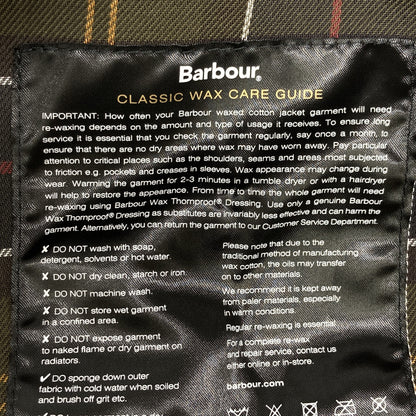 Barbour®
CLASSIC WAX CARE GUIDE
IMPORTANT: How often your Barbour waxed cotton jacket garment will need
re-waxing depends on the amount and type of usage it receives. To ensure long
service it is essential that you check the garment regularly, say once a month, to
ensure that there are no dry areas where wax may have worn away. Pay particular
attention to critical places such as the shoulders, seams and areas most subjected
to friction e.g. pockets and creases in sleeves. Wax appearance may change during
wear. Warming the garment for 2-3 minutes in a tumble dryer or with a hairdryer
will help to restore the appearance. From time to time the whole garment will need
re-waxing using Barbour Wax Thornproof® Dressing. Use only a genuine Barbour
Wax Thornproof® Dressing as substitutes are invariably less effective and can harm the
garment. Alternatively, you can return the garment to our Customer Service Department.
✘ DO NOT wash with soap,
detergent, solvents or hot water.
✘ DO NOT dry clean, starch or iron.
✘ DO NOT machine wash.
✘ DO NOT store wet garment
in a confined area.
✘ DO NOT expose garment
to naked flame or dry garment on
radiators.
✔ DO sponge down outer
fabric with cold water when soiled
and brush off grit etc.
Please note that due to the
traditional method of manufacturing
wax cotton, the oils may transfer
on to other materials.
We recommend it is kept away
from paler materials, especially
in warm conditions.
Regular re-waxing is essential
For a complete re-wax
and repair service, contact us
either online or in-store.
barbour.com